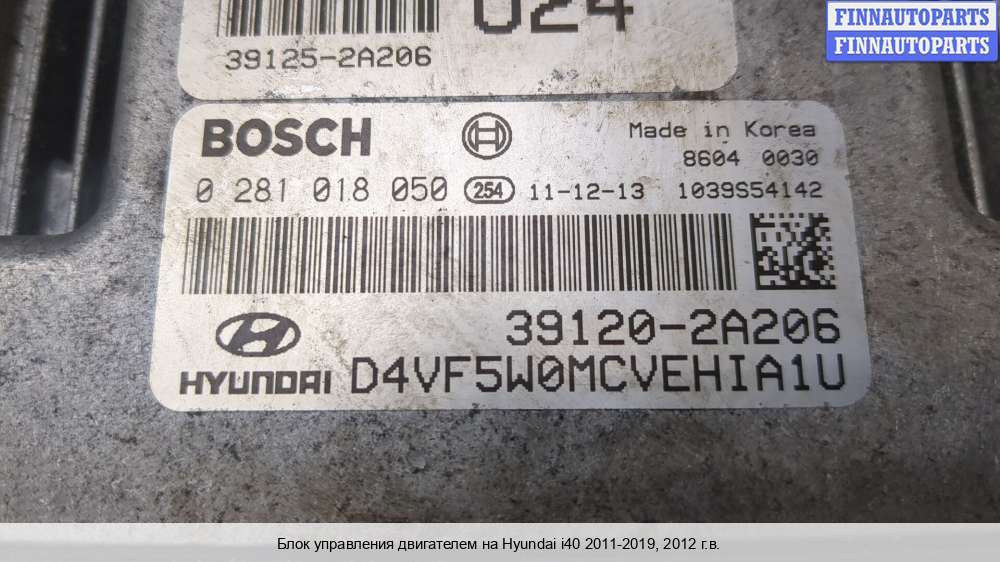 FINNAUTOPARTS
FINNAUTOPARTS
39125-2A206
BOSCH
Made in Korea
8604 0030
0 281 018 050 254 11-12-13 1039S54142
39120-2A206
HYUNDAI D4VF5W0MCVEHIA1U
Блок управления двигателем на Hyundai i40 2011-2019, 2012 г.в.